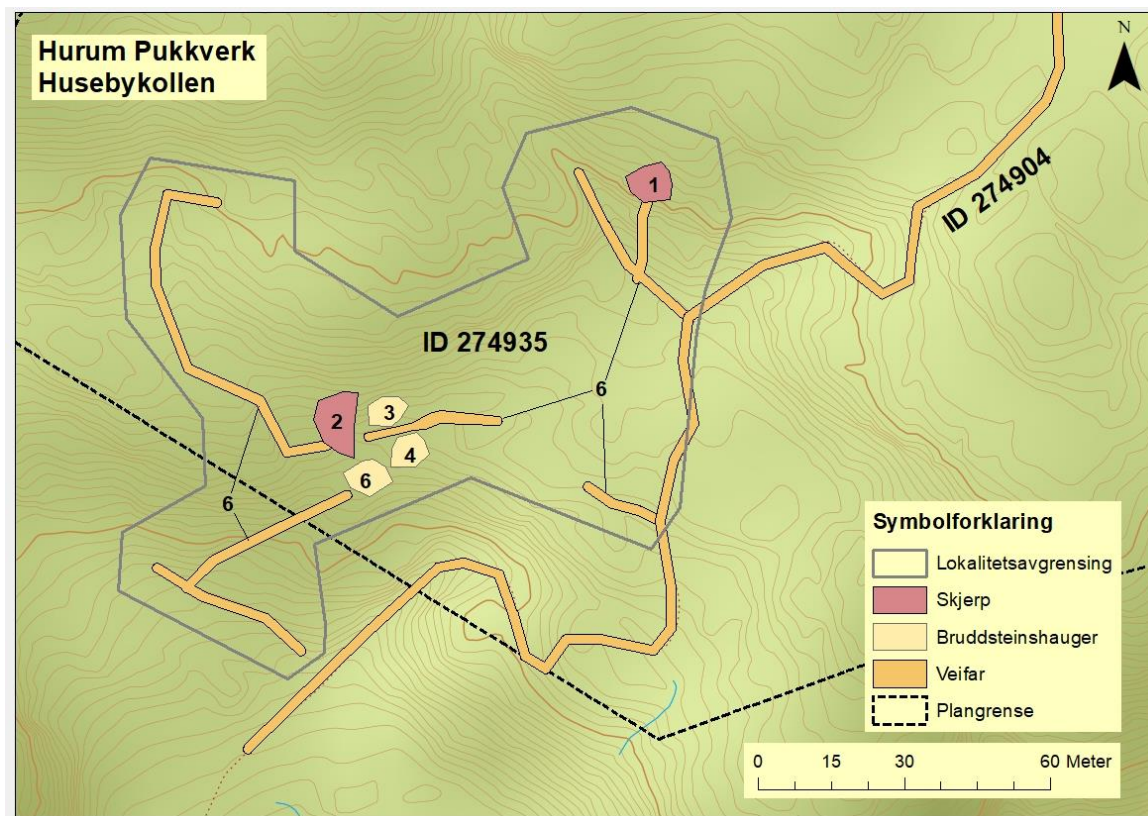 Hurum Pukkverk
Husebykollen
N
1
ID 274904
ID 274935
6
2
3
4
6
6
Symbolforklaring
Lokalitetsavgrensing
Skjerp
Bruddsteinshauger
Veifar
Plangrense
0 15 30 60 Meter